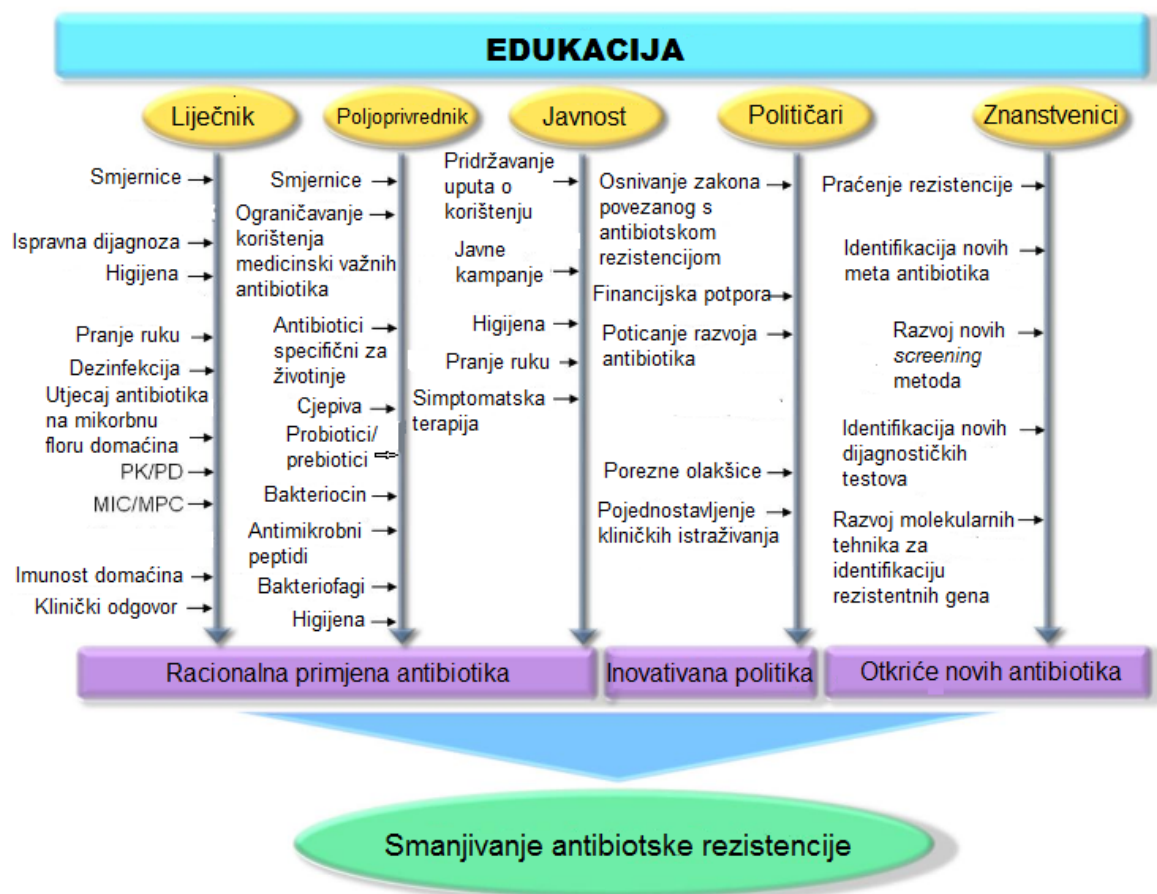 EDUKACIJA
Liječnik
Poljoprivrednik
Javnost
Političari
Znanstvenici
Smjernice
Ispravna dijagnoza
Higijena
Pranje ruku
Dezinfekcija
Utjecaj antibiotika
na mikorbnu
floru domaćina
PK/PD
MIC/MPC
Imunost domaćina
Klinički odgovor
Smjernice
Ograničavanje
korištenja
medicinski važnih
antibiotika
Antibiotici
specifični za
životinje
Cjepiva
Probiotici/
prebiotici
Bakteriocin
Antimikrobni
peptidi
Bakteriofagi
Higijena
Pridržavanje
uputa o
korištenju
Javne
kampanje
Higijena
Pranje ruku
Simptomatska
terapija
Osnivanje zakona
povezanog s
antibiotskom
rezistencijom
Financijska potpora
Poticanje razvoja
antibiotika
Porezne olakšice
Pojednostavljenje
kliničkih istraživanja
Praćenje rezistencije
Identifikacija novih
meta antibiotika
Razvoj novih
screening
metoda
Identifikacija novih
dijagnostičkih
testova
Razvoj molekularnih
tehnika za
identifikaciju
rezistentnih gena
Racionalna primjena antibiotika
Inovativana politika
Otkriće novih antibiotika
Smanjivanje antibiotske rezistencije